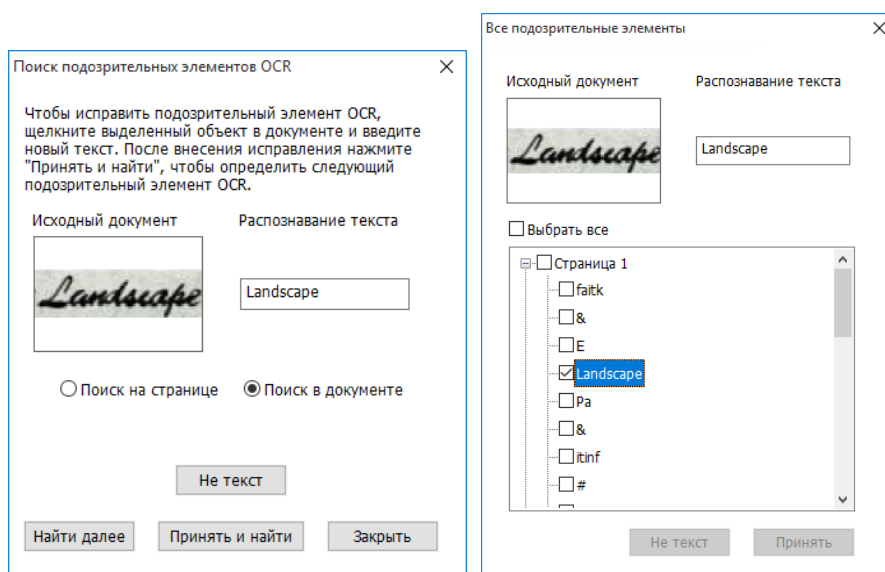 Поиск подозрительных элементов OCR
Чтобы исправить подозрительный элемент OCR,
щелкните выделенный объект в документе и введите
новый текст. После внесения исправления нажмите
"Принять и найти", чтобы определить следующий
подозрительный элемент OCR.
Исходный документ
Распознавание текста
Landscape
Landscape
Поиск на странице
Поиск в документе
Не текст
Найти далее
Принять и найти
Закрыть
Все подозрительные элементы
Исходный документ
Распознавание текста
Landscape
Landscape
Выбрать все
Страница 1
faitk
&
E
Landscape
Pa
&
itinf
#
Не текст
Принять